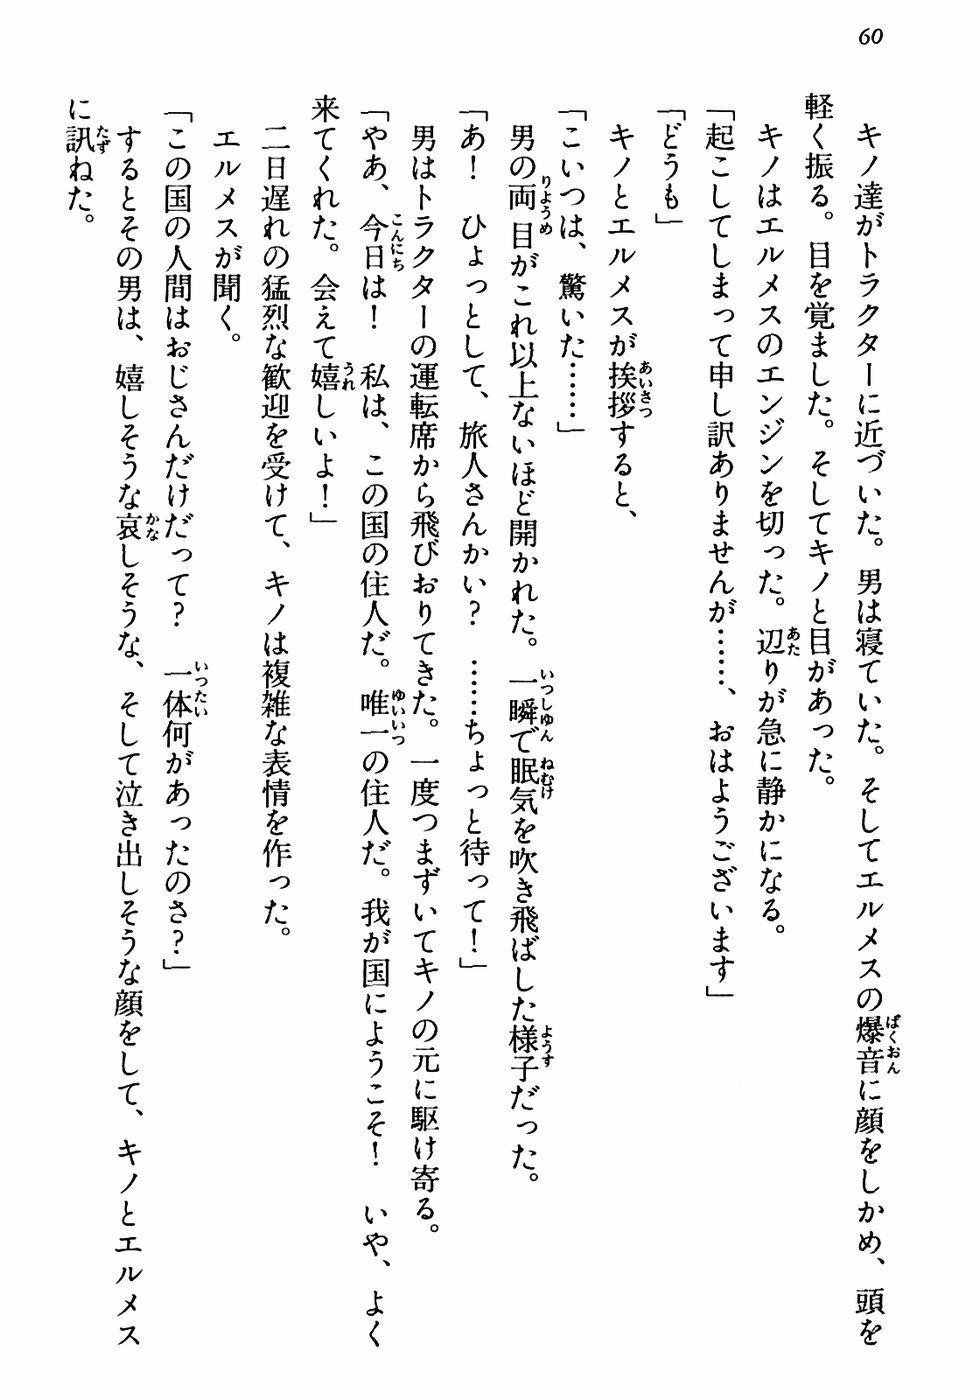 60
キノ達がトラクターに近づいた。男は寝ていた。そしてエルメスの爆音に顔をしかめ、頭を
軽く振る。目を覚ました。そしてキノと目があった。
キノはエルメスのエンジンを切った。辺りが急に静かになる。
「起こしてしまって申し訳ありませんが……、おはようございます」
「どうも」
キノとエルメスが挨拶すると、
「こいつは、驚いた……」
男の両目がこれ以上ないほど開かれた。一瞬で眠気を吹き飛ばした様子だった。
「あ！　ひょっとして、旅人さんかい？　……ちょっと待って！」
男はトラクターの運転席から飛びおりてきた。一度つまずいてキノの元に駆け寄る。
「やあ、今日は！　私は、この国の住人だ。唯一の住人だ。我が国にようこそ！　いや、よく
来てくれた。会えて嬉しいよ！」
二日遅れの猛烈な歓迎を受けて、キノは複雑な表情を作った。
エルメスが聞く。
「この国の人間はおじさんだけだって？　一体何があったのさ？」
するとその男は、嬉しそうな哀しそうな、そして泣き出しそうな顔をして、キノとエルメス
に訊ねた。